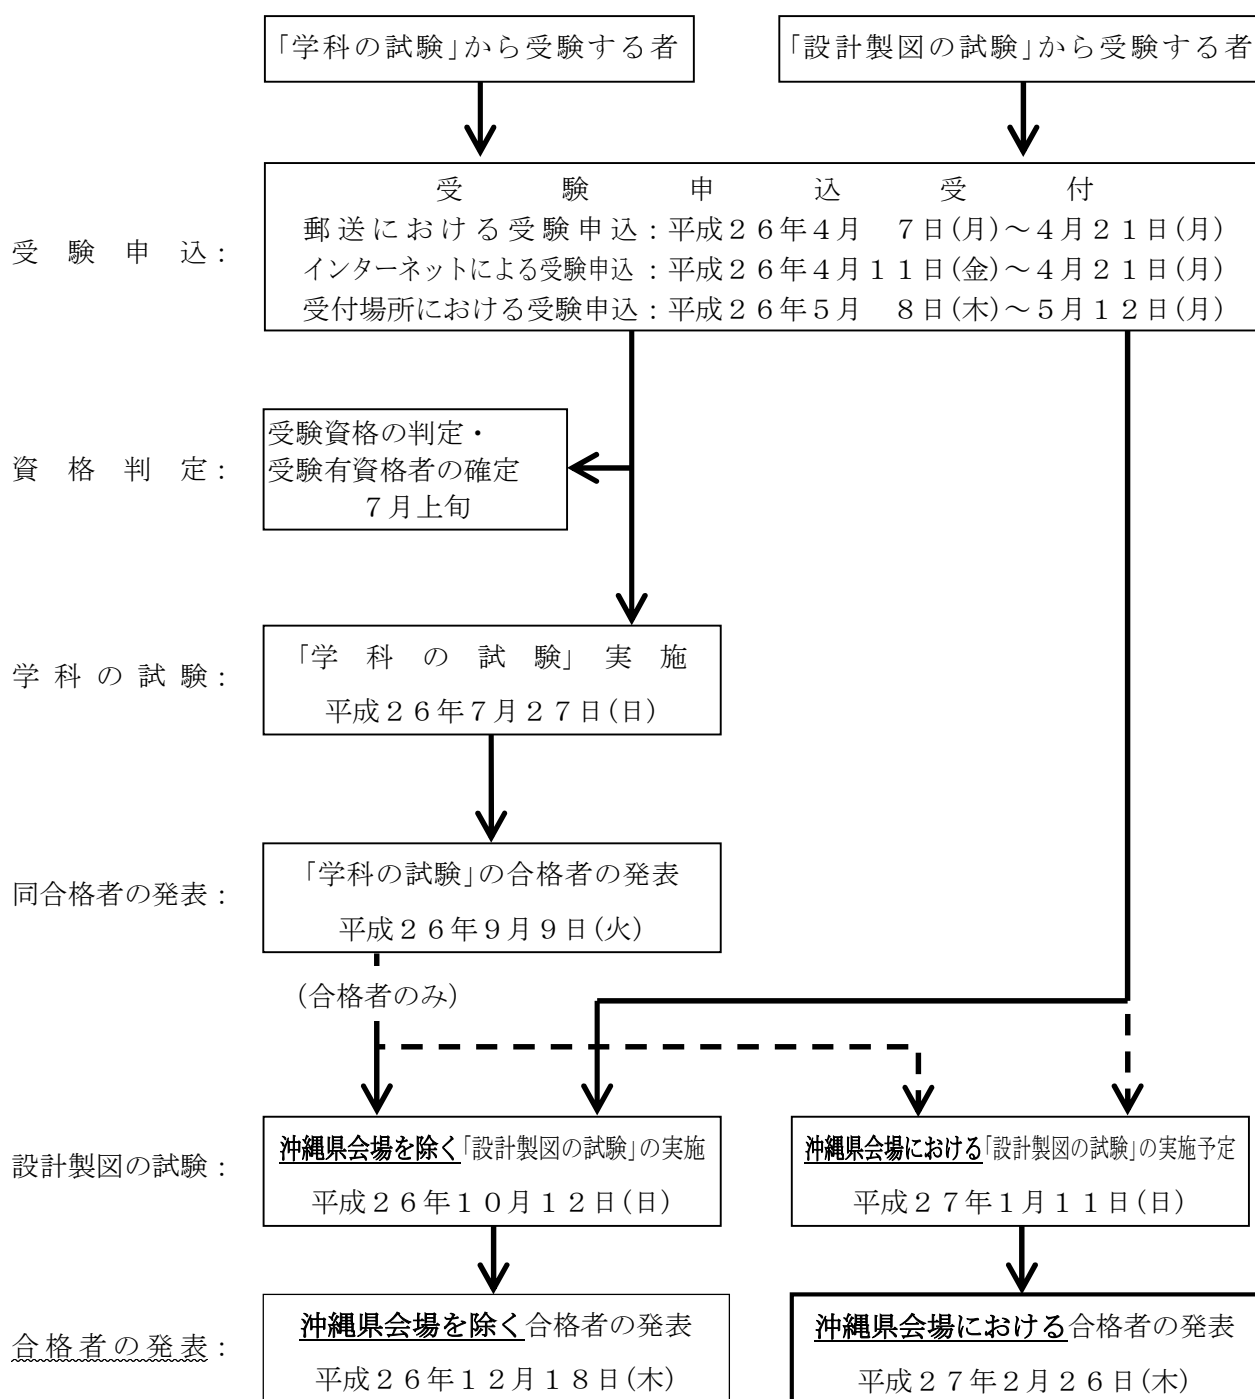 「学科の試験」から受験する者
「設計製図の試験」から受験する者
受験申込受付
受験申込:
郵送における受験申込:平成26年4月 7日(月)~4月21日(月)
インターネットによる受験申込:平成26年4月11日(金)~4月21日(月)
受付場所における受験申込:平成26年5月 8日(木)~5月12日(月)
資格判定:
受験資格の判定・
受験有資格者の確定
7月上旬
学科の試験:
「学科の試験」実施
平成26年7月27日(日)
同合格者の発表:
「学科の試験」の合格者の発表
平成26年9月9日(火)
(合格者のみ)
設計製図の試験:
沖縄県会場を除く「設計製図の試験」の実施
平成26年10月12日(日)
沖縄県会場における「設計製図の試験」の実施予定
平成27年1月11日(日)
合格者の発表:
沖縄県会場を除く合格者の発表
平成26年12月18日(木)
沖縄県会場における合格者の発表
平成27年2月26日(木)